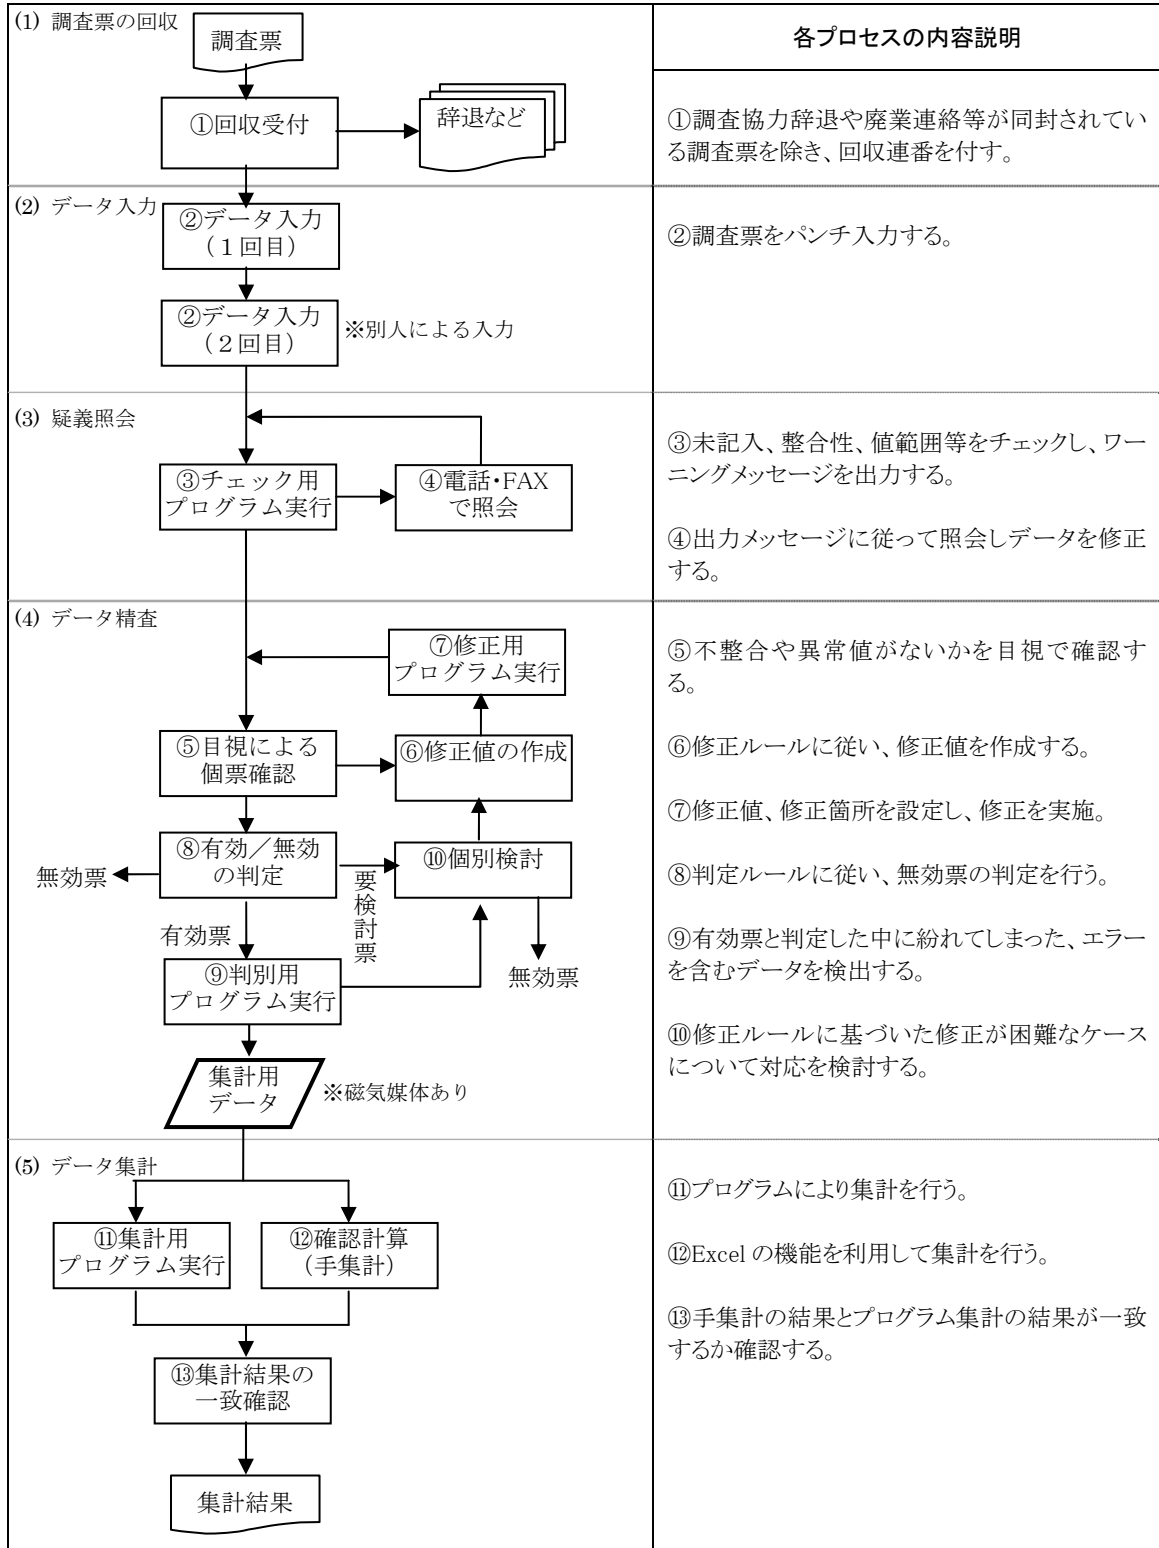 (1) 調査票の回収
調査票
①回収受付
辞退など
(2) データ入力
②データ入力
(１回目)
②データ入力
(２回目)
※別人による入力
(3) 疑義照会
③チェック用
プログラム実行
④電話・FAX
で照会
(4) データ精査
⑦修正用
プログラム実行
⑤目視による
個票確認
⑥修正値の作成
⑧有効／無効
の判定
無効票
要検討票
⑩個別検討
有効票
無効票
⑨判別用
プログラム実行
集計用
データ
※磁気媒体あり
(5) データ集計
⑪集計用
プログラム実行
⑫確認計算
(手集計)
⑬集計結果の
一致確認
集計結果
各プロセスの内容説明
①調査協力辞退や廃業連絡等が同封されてい
る調査票を除き、回収連番を付す。
②調査票をパンチ入力する。
③未記入、整合性、値範囲等をチェックし、ワー
ニングメッセージを出力する。
④出力メッセージに従って照会しデータを修正
する。
⑤不整合や異常値がないかを目視で確認す
る。
⑥修正ルールに従い、修正値を作成する。
⑦修正値、修正箇所を設定し、修正を実施。
⑧判定ルールに従い、無効票の判定を行う。
⑨有効票と判定した中に紛れてしまった、エラー
を含むデータを検出する。
⑩修正ルールに基づいた修正が困難なケース
について対応を検討する。
⑪プログラムにより集計を行う。
⑫Excel の機能を利用して集計を行う。
⑬手集計の結果とプログラム集計の結果が一致
するか確認する。